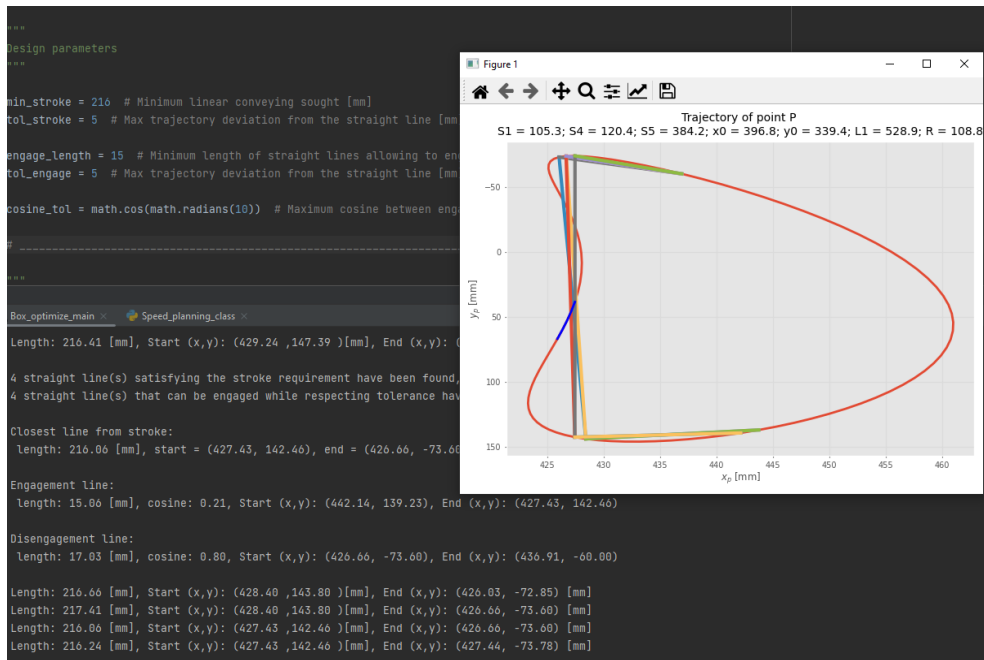 """
Design parameters
"""
min_stroke = 216  # Minimum linear conveying sought [mm]
tol_stroke = 5  # Max trajectory deviation from the straight line [mm
engage_length = 15  # Minimum length of straight lines allowing to en
tol_engage = 5  # Max trajectory deviation from the straight line [mm
cosine_tol = math.cos(math.radians(10))  # Maximum cosine between enga
#
"""
Figure 1
Trajectory of point P
S1 = 105.3; S4 = 120.4; S5 = 384.2; x0 = 396.8; y0 = 339.4; L1 = 528.9; R = 108.8
−50
0
50
100
150
yₚ [mm]
425 430 435 440 445 450 455 460
xₚ [mm]
Box_optimize_main × Speed_planning_class ×
Length: 216.41 [mm], Start (x,y): (429.24 ,147.39 )[mm], End (x,y): (
4 straight line(s) satisfying the stroke requirement have been found,
4 straight line(s) that can be engaged while respecting tolerance hav
Closest line from stroke:
length: 216.06 [mm], start = (427.43, 142.46), end = (426.66, -73.60
Engagement line:
length: 15.06 [mm], cosine: 0.21, Start (x,y): (442.14, 139.23), End (x,y): (427.43, 142.46)
Disengagement line:
length: 17.03 [mm], cosine: 0.80, Start (x,y): (426.66, -73.60), End (x,y): (436.91, -60.00)
Length: 216.66 [mm], Start (x,y): (428.40 ,143.80 )[mm], End (x,y): (426.03, -72.85) [mm]
Length: 217.41 [mm], Start (x,y): (428.40 ,143.80 )[mm], End (x,y): (426.66, -73.60) [mm]
Length: 216.06 [mm], Start (x,y): (427.43 ,142.46 )[mm], End (x,y): (426.66, -73.60) [mm]
Length: 216.24 [mm], Start (x,y): (427.43 ,142.46 )[mm], End (x,y): (427.44, -73.78) [mm]